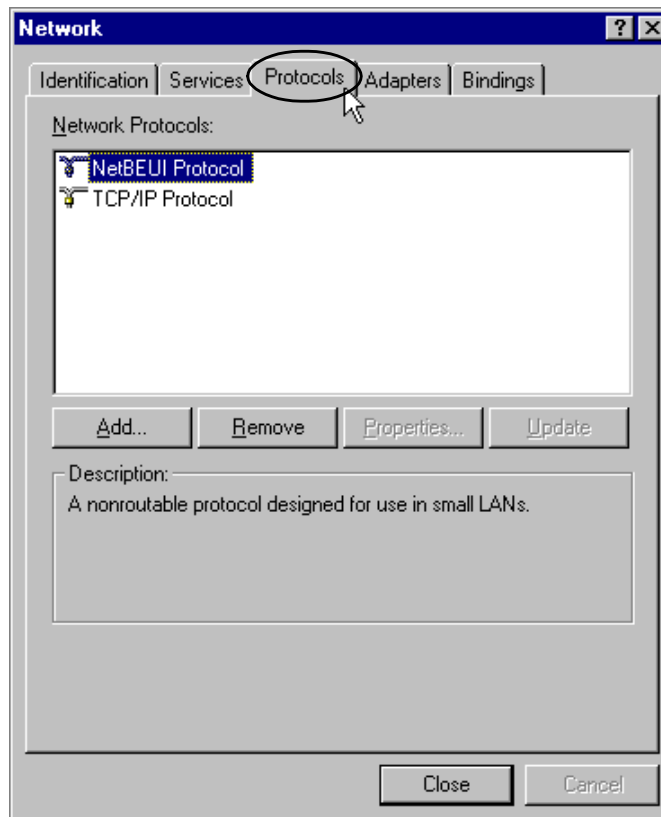 Network
Identification Services Protocols Adapters Bindings
Network Protocols:
NetBEUI Protocol
TCP/IP Protocol
Add... Remove Properties... Update
Description:
A nonroutable protocol designed for use in small LANs.
Close Cancel